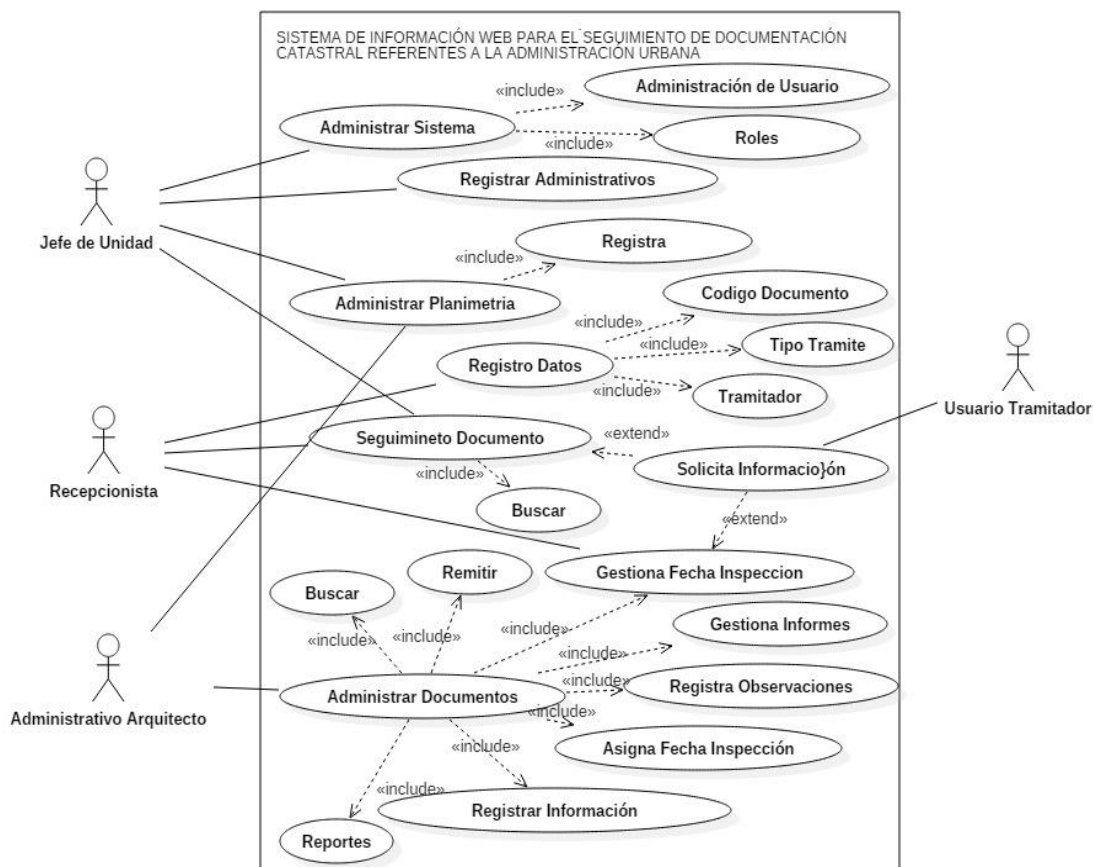 SISTEMA DE INFORMACIÓN WEB PARA EL SEGUIMIENTO DE DOCUMENTACIÓN
CATASTRAL REFERENTES A LA ADMINISTRACIÓN URBANA
«include»
Administración de Usuario
Administrar Sistema
«include»
Roles
Registrar Administrativos
Jefe de Unidad
Registra
«include»
Administrar Planimetria
Codigo Documento
«include»
«include»
Tipo Tramite
Registro Datos
«include»
Tramitador
Usuario Tramitador
Seguimineto Documento
«extend»
Solicita Informacio}ón
«include»
Recepcionista
Buscar
«extend»
Remitir
Gestiona Fecha Inspeccion
Buscar
Gestiona Informes
«include»
«include»
«include»
«include»
Registra Observaciones
«include»
Administrar Documentos
«include»
Administrativo Arquitecto
«include»
Asigna Fecha Inspección
«include»
Registrar Información
Reportes